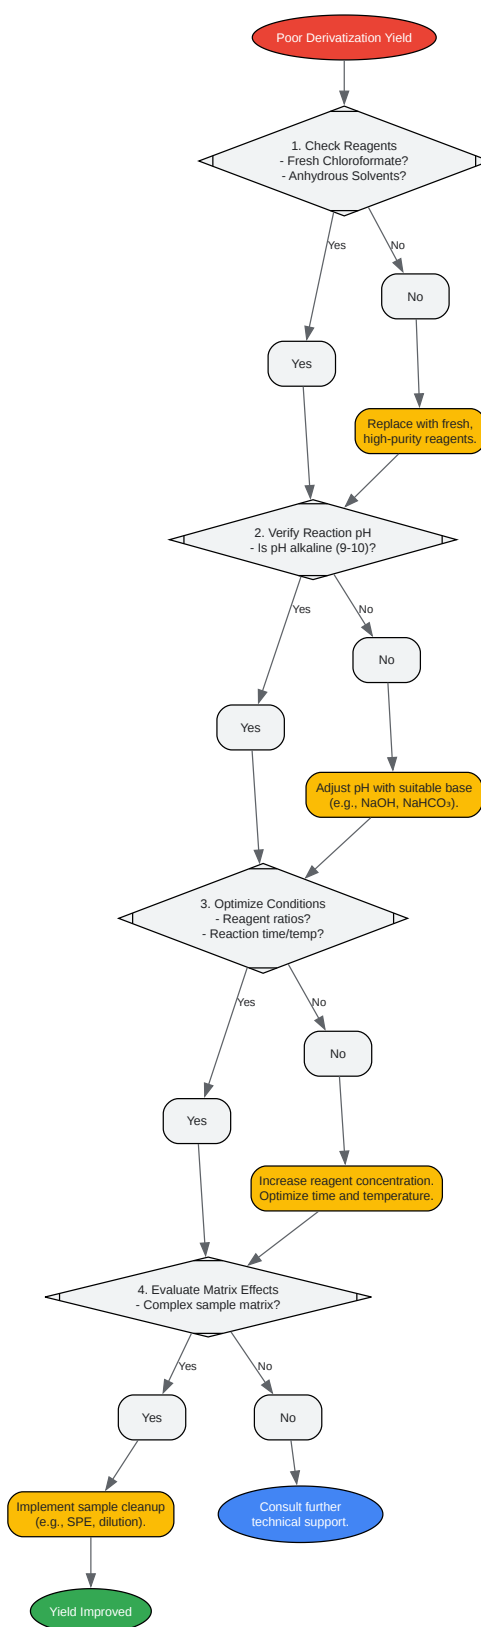 Poor Derivatization Yield
1. Check Reagents
- Fresh Chloroformate?
- Anhydrous Solvents?
Yes
No
No
Yes
Replace with fresh,
high-purity reagents.
2. Verify Reaction pH
- Is pH alkaline (9-10)?
Yes
No
No
Yes
Adjust pH with suitable base
(e.g., NaOH, NaHCO₃).
3. Optimize Conditions
- Reagent ratios?
- Reaction time/temp?
Yes
No
No
Yes
Increase reagent concentration.
Optimize time and temperature.
4. Evaluate Matrix Effects
- Complex sample matrix?
Yes
No
Yes
No
Implement sample cleanup
(e.g., SPE, dilution).
Consult further
technical support.
Yield Improved